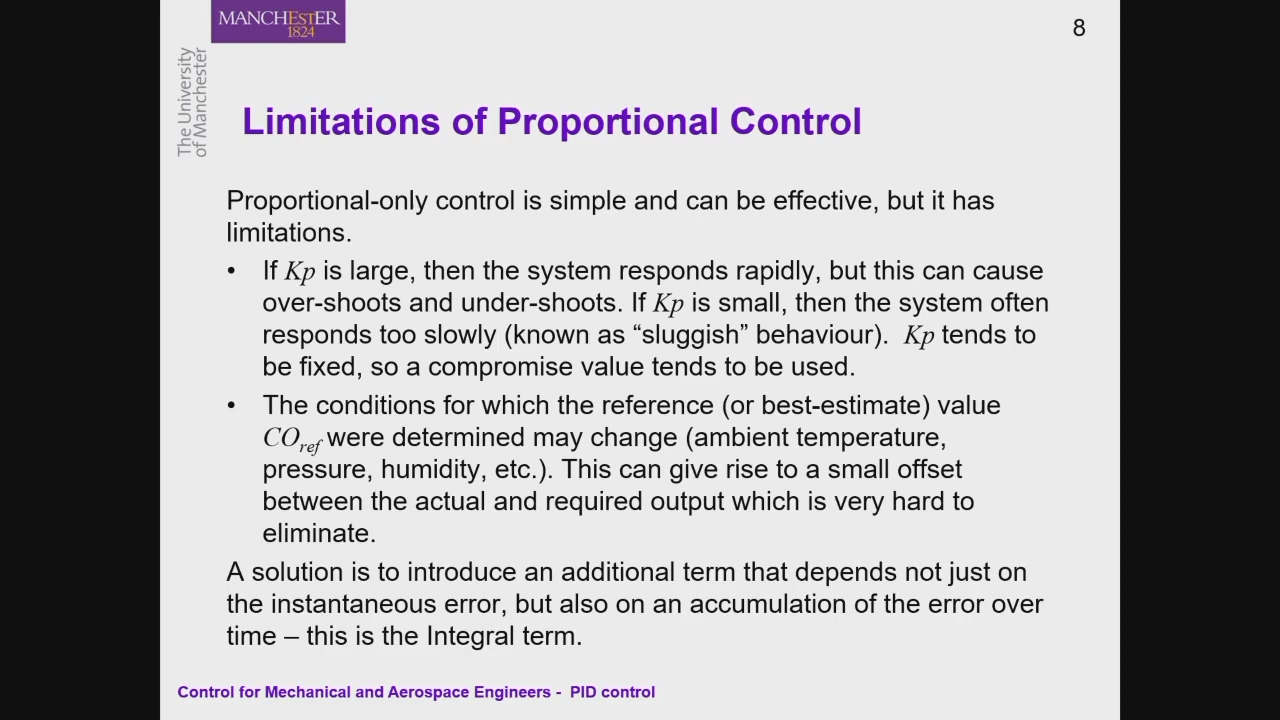 MANCHESTER
1824
The University
of Manchester
8
Limitations of Proportional Control
Proportional-only control is simple and can be effective, but it has
limitations.
• If Kp is large, then the system responds rapidly, but this can cause
over-shoots and under-shoots. If Kp is small, then the system often
responds too slowly (known as “sluggish” behaviour). Kp tends to
be fixed, so a compromise value tends to be used.
• The conditions for which the reference (or best-estimate) value
COref were determined may change (ambient temperature,
pressure, humidity, etc.). This can give rise to a small offset
between the actual and required output which is very hard to
eliminate.
A solution is to introduce an additional term that depends not just on
the instantaneous error, but also on an accumulation of the error over
time – this is the Integral term.
Control for Mechanical and Aerospace Engineers - PID control